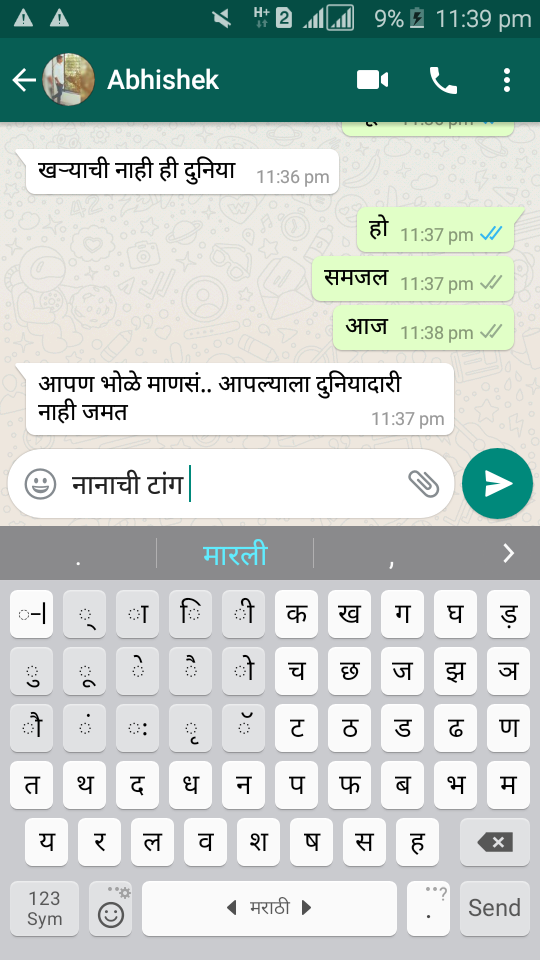 H+ 2 9% 11:39 pm
Abhishek
खऱ्याची नाही ही दुनिया 11:36 pm
हो 11:37 pm
समजल 11:37 pm
आज 11:38 pm
आपण भोळे माणसं.. आपल्याला दुनियादारी
नाही जमत 11:37 pm
नानाची टांग
. मारली ,
◌–| ् ा ि ी क ख ग घ ड़
ु ू े ै ो च छ ज झ ञ
ौ ं ः ृ ॅ ट ठ ड ढ ण
त थ द ध न प फ ब भ म
य र ल व श ष स ह
123 Sym मराठी . ? Send